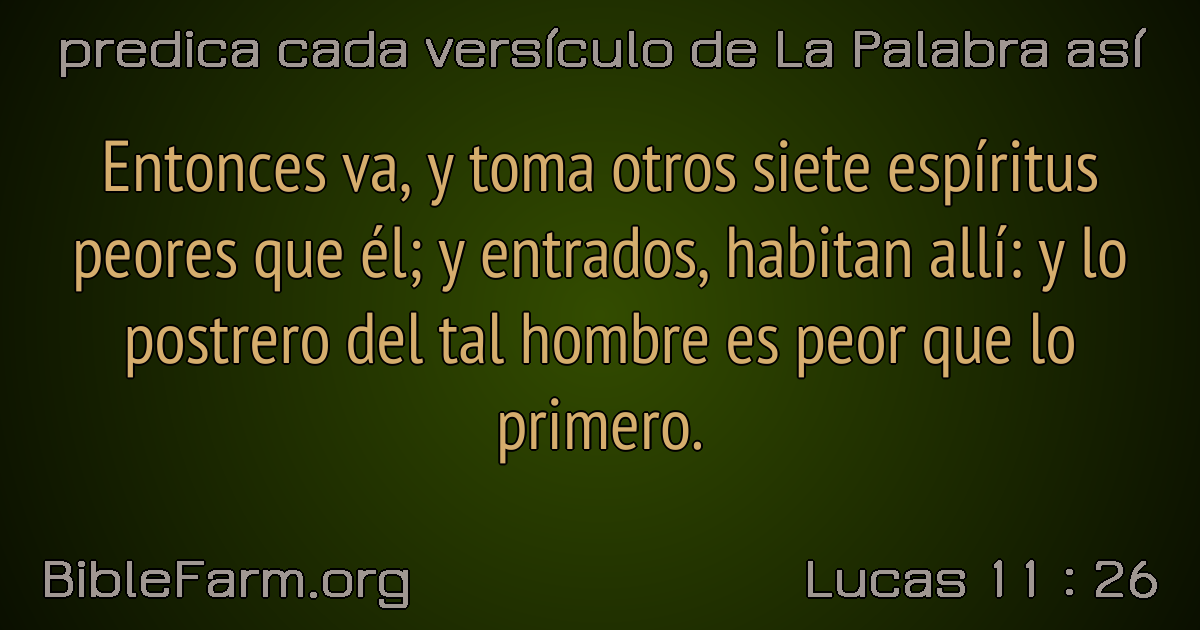 predica cada versículo de La Palabra así
Entonces va, y toma otros siete espíritus
peores que él; y entrados, habitan allí: y lo
postrero del tal hombre es peor que lo
primero.
BibleFarm.org
Lucas 11 : 26